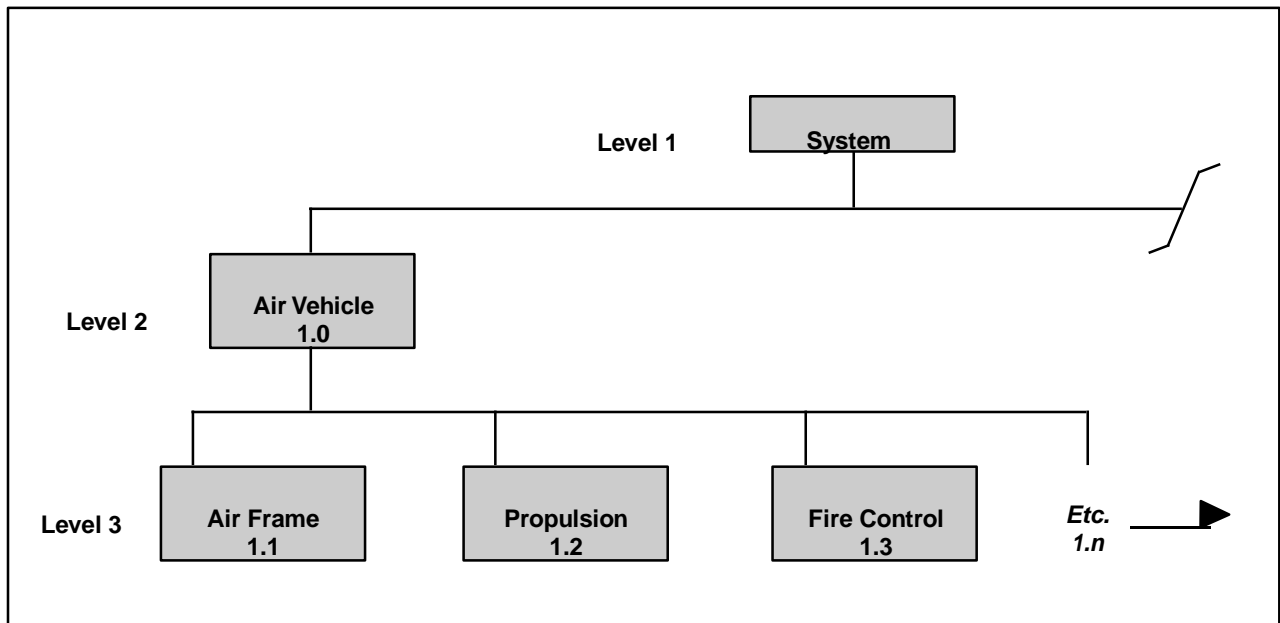 Level 1
System
Level 2
Air Vehicle
1.0
Level 3
Air Frame
1.1
Propulsion
1.2
Fire Control
1.3
Etc.
1.n